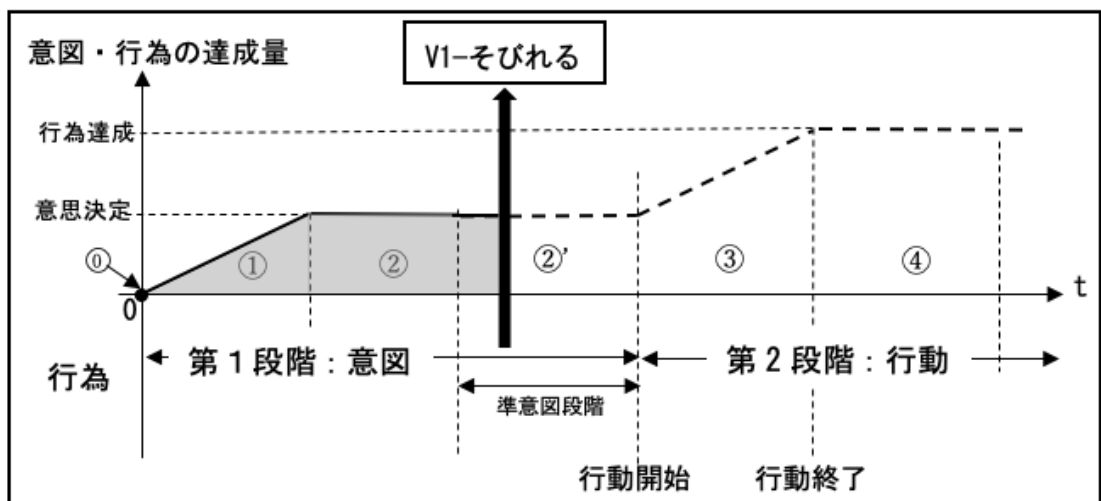 意図・行為の達成量
V1-そびれる
行為達成
意思決定
⓪
①
②
②’
③
④
0
t
行為
第1段階：意図
第2段階：行動
準意図段階
行動開始
行動終了